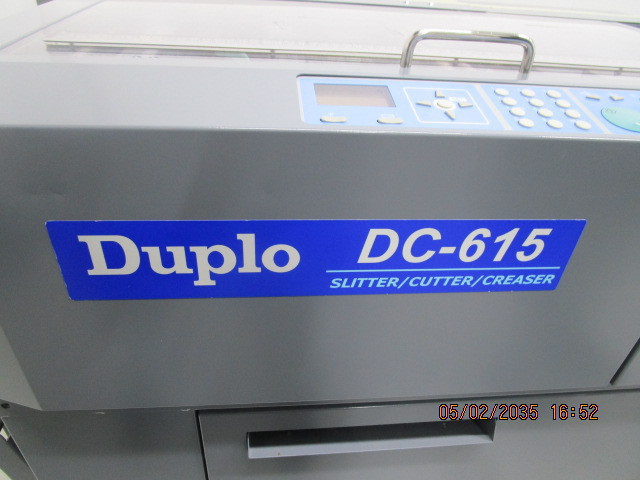 Duplo
DC-615
SLITTER/CUTTER/CREASER
05/02/2035 16:52